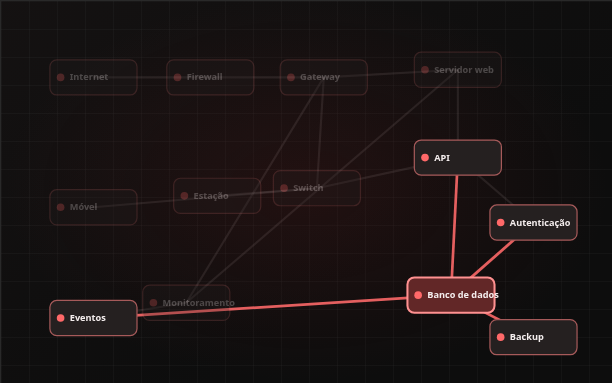 Internet
Firewall
Gateway
Servidor web
API
Móvel
Estação
Switch
Autenticação
Monitoramento
Banco de dados
Eventos
Backup